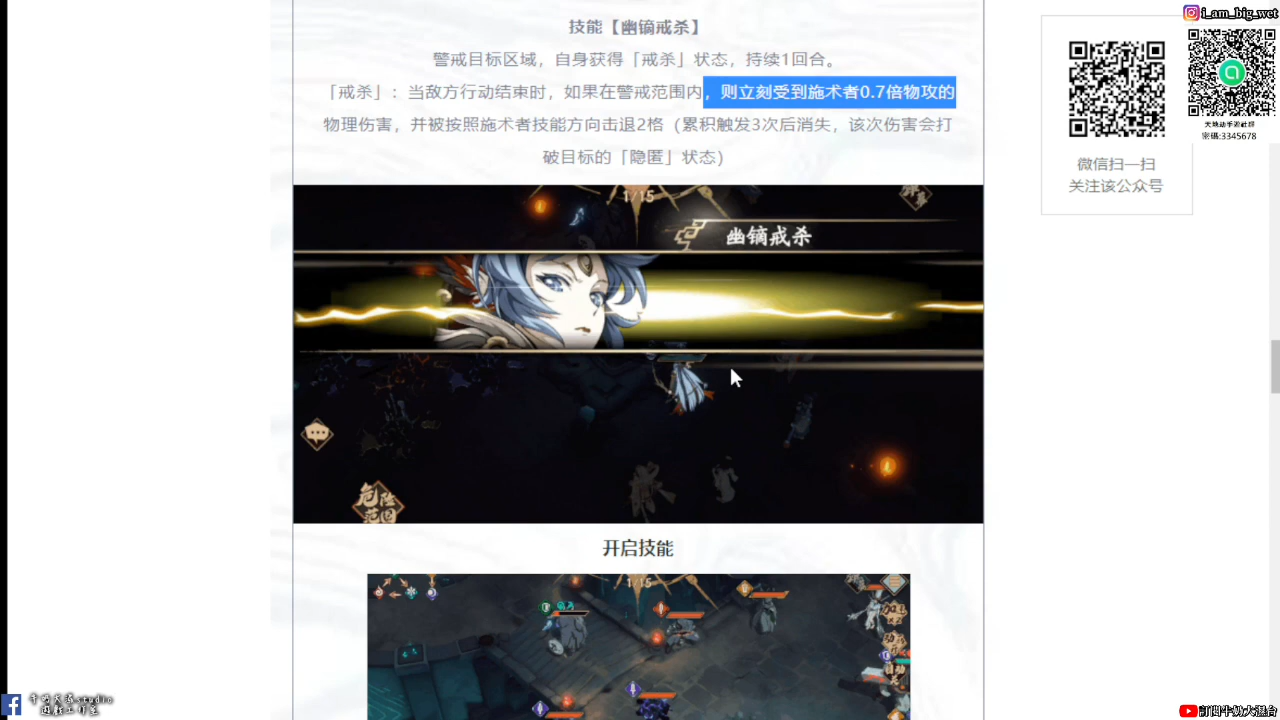 技能【幽镝戒杀】
警戒目标区域，自身获得「戒杀」状态，持续1回合。
「戒杀」：当敌方行动结束时，如果在警戒范围内，则立刻受到施术者0.7倍物攻的
物理伤害，并被按照施术者技能方向击退2格（累积触发3次后消失，该次伤害会打
破目标的「隐匿」状态）
1/15
幽镝戒杀
危险
范围
开启技能
1/15
i_am_big_wet
密碼:3345678
微信扫一扫
关注该公众号